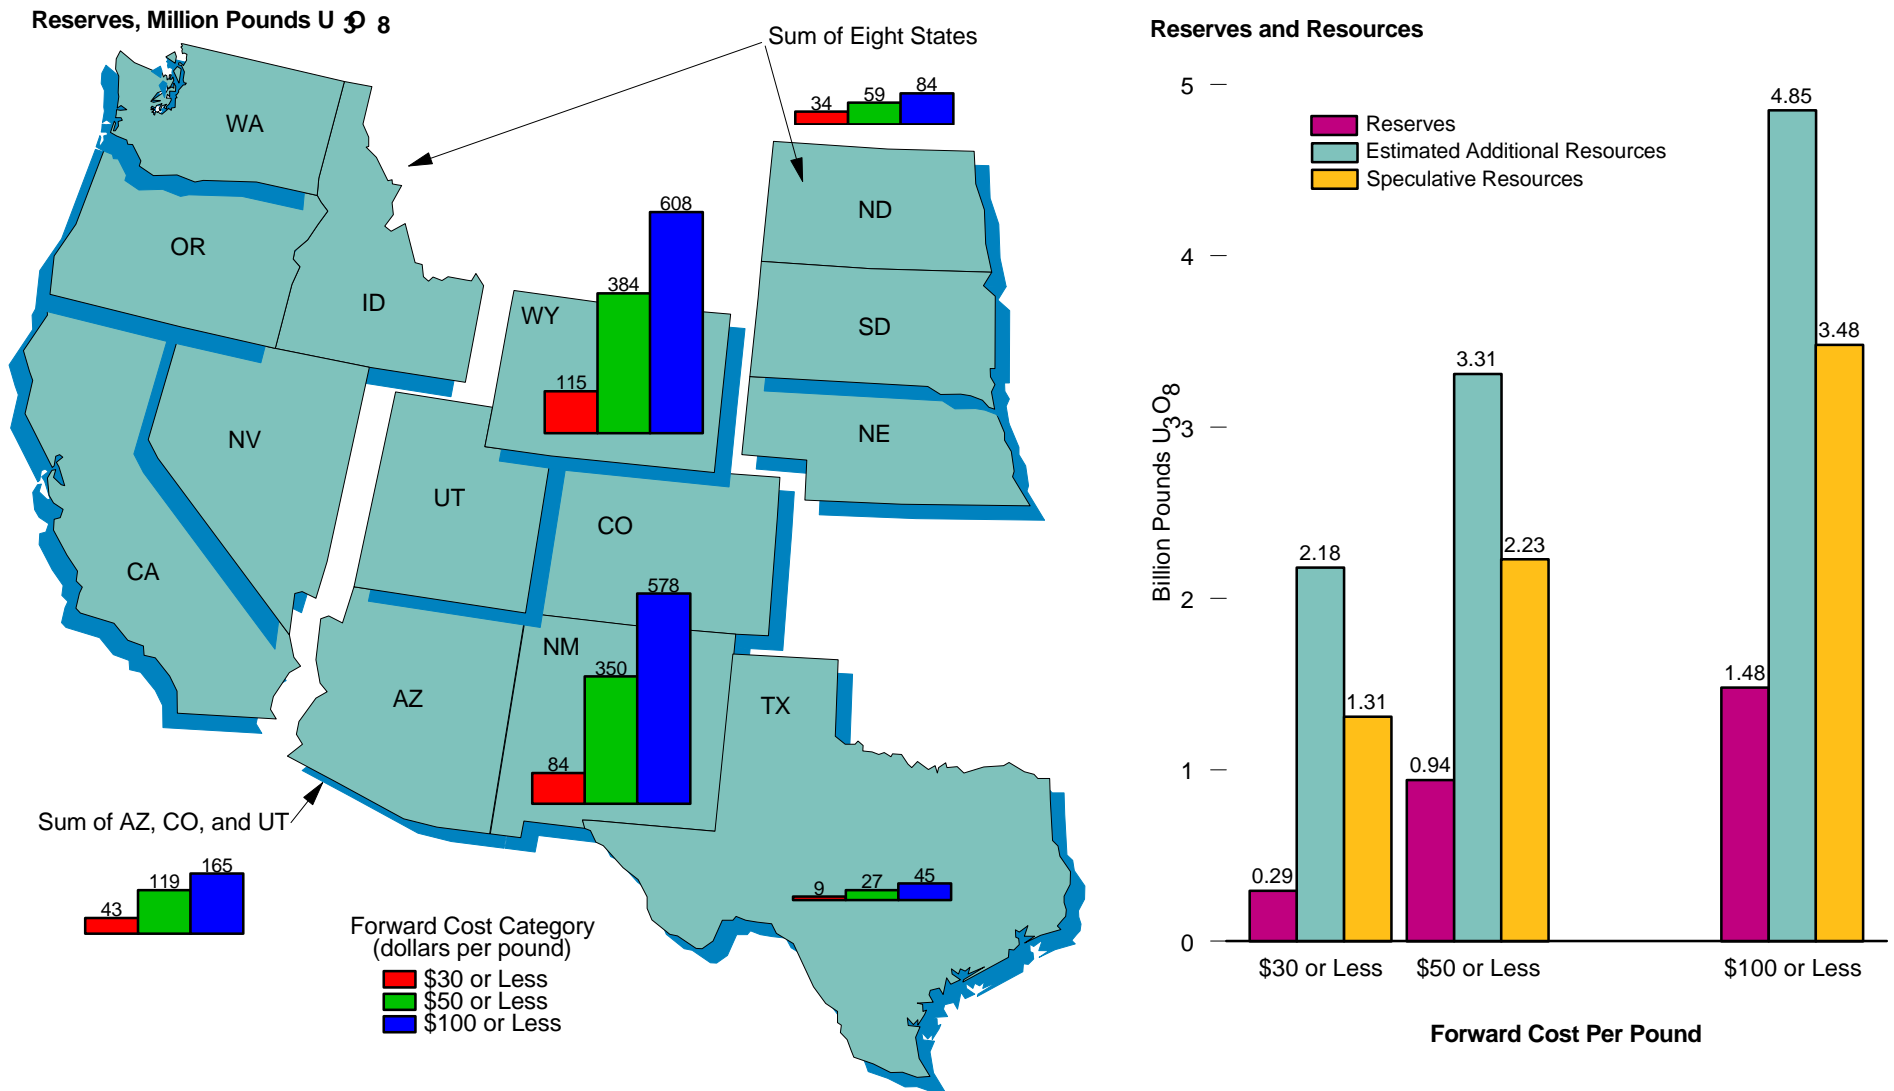 Reserves, Million Pounds U 3 O 8
Sum of Eight States
34 59 84
WA
OR
ID
ND
SD
NE
WY
115 384 608
NV
UT
CO
CA
AZ
NM
84 350 578
TX
9 27 45
Sum of AZ, CO, and UT
43 119 165
Forward Cost Category
(dollars per pound)
$30 or Less
$50 or Less
$100 or Less
Reserves and Resources
Reserves
Estimated Additional Resources
Speculative Resources
Billion Pounds U3O8
5
4
3
2
1
0
0.29 2.18 1.31
0.94 3.31 2.23
1.48 4.85 3.48
$30 or Less $50 or Less $100 or Less
Forward Cost Per Pound